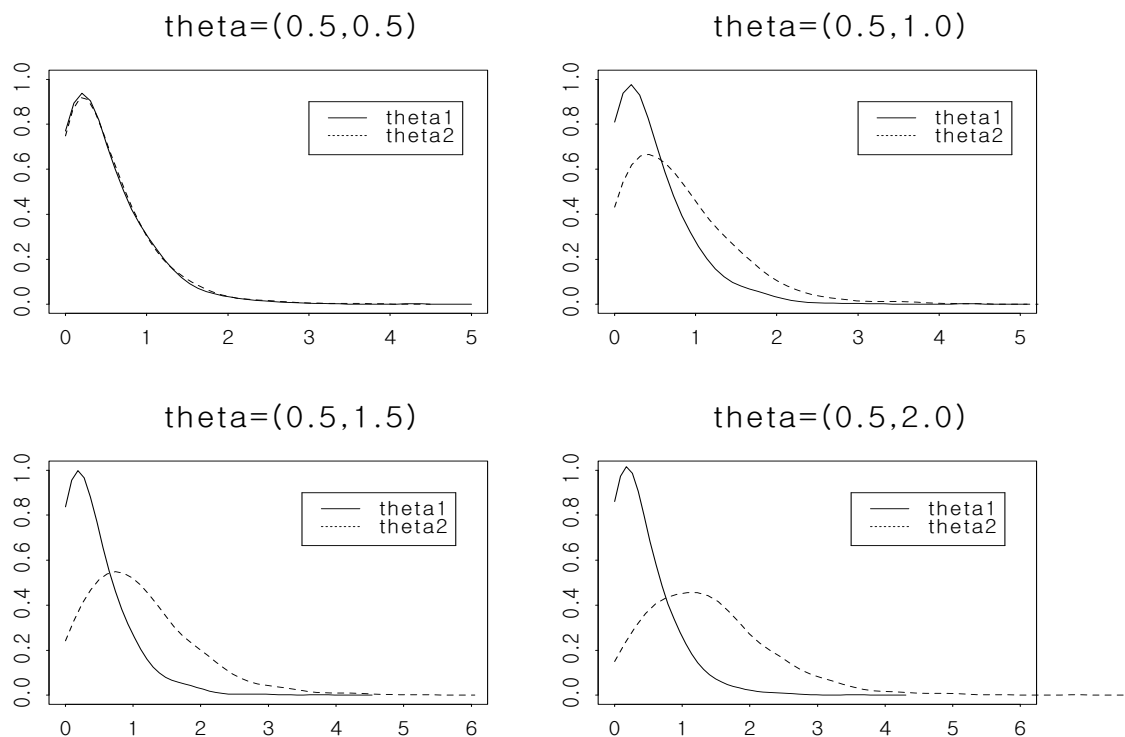 theta=(0.5,0.5)
theta=(0.5,1.0)
0.0 0.2 0.4 0.6 0.8 1.0
theta1
theta2
0 1 2 3 4 5
0.0 0.2 0.4 0.6 0.8 1.0
theta1
theta2
0 1 2 3 4 5
theta=(0.5,1.5)
theta=(0.5,2.0)
0.0 0.2 0.4 0.6 0.8 1.0
theta1
theta2
0 1 2 3 4 5 6
0.0 0.2 0.4 0.6 0.8 1.0
theta1
theta2
0 1 2 3 4 5 6